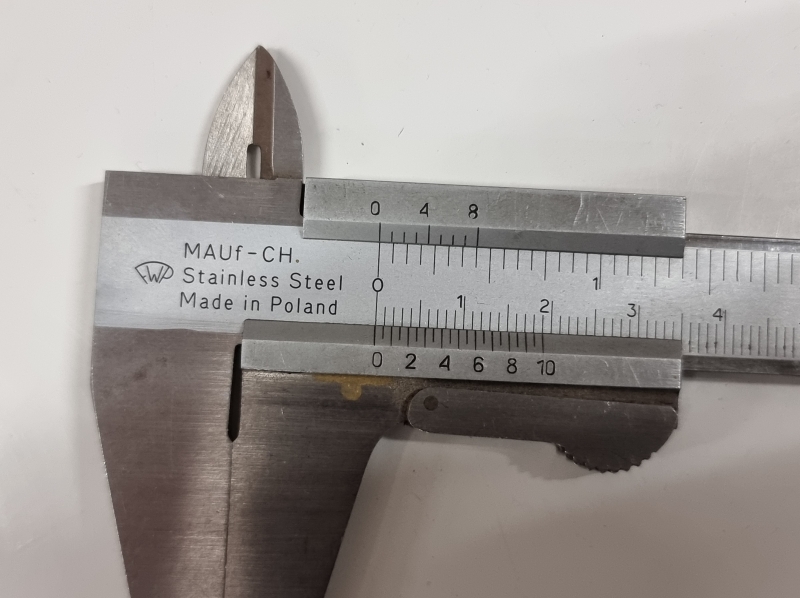 0 4 8
MAUf-CH.
W
Stainless Steel
Made in Poland
0 1
1 2 3 4
0 2 4 6 8 10